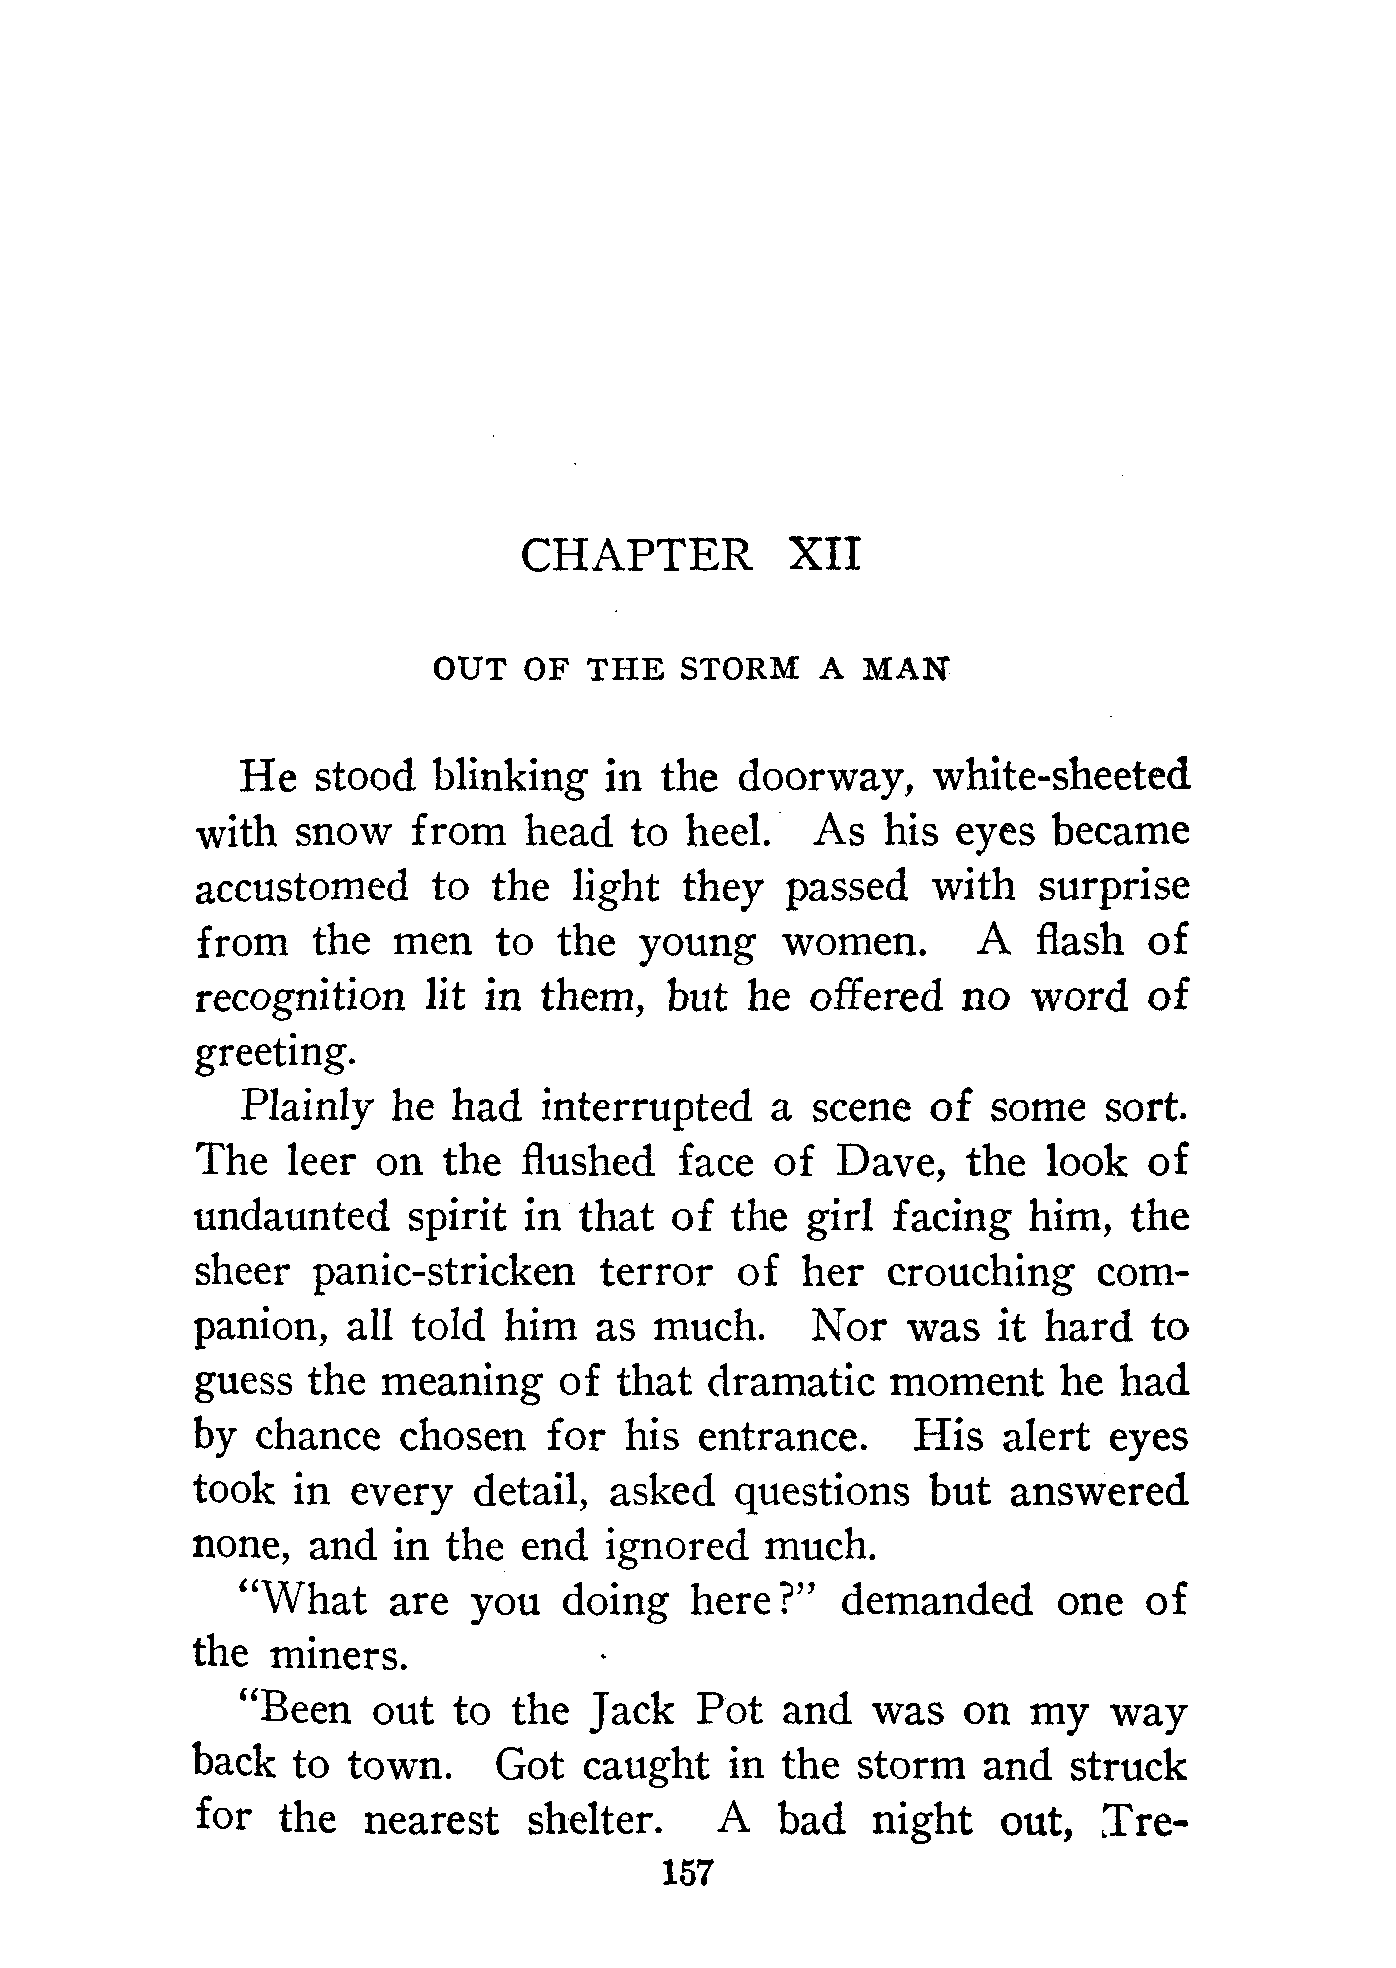 CHAPTER XII
OUT OF THE STORM A MAN
He stood blinking in the doorway, white-sheeted
with snow from head to heel. As his eyes became
accustomed to the light they passed with surprise
from the men to the young women. A flash of
recognition lit in them, but he offered no word of
greeting.
Plainly he had interrupted a scene of some sort.
The leer on the flushed face of Dave, the look of
undaunted spirit in that of the girl facing him, the
sheer panic-stricken terror of her crouching com-
panion, all told him as much. Nor was it hard to
guess the meaning of that dramatic moment he had
by chance chosen for his entrance. His alert eyes
took in every detail, asked questions but answered
none, and in the end ignored much.
“What are you doing here?” demanded one of
the miners.
“Been out to the Jack Pot and was on my way
back to town. Got caught in the storm and struck
for the nearest shelter. A bad night out, Tre-
157